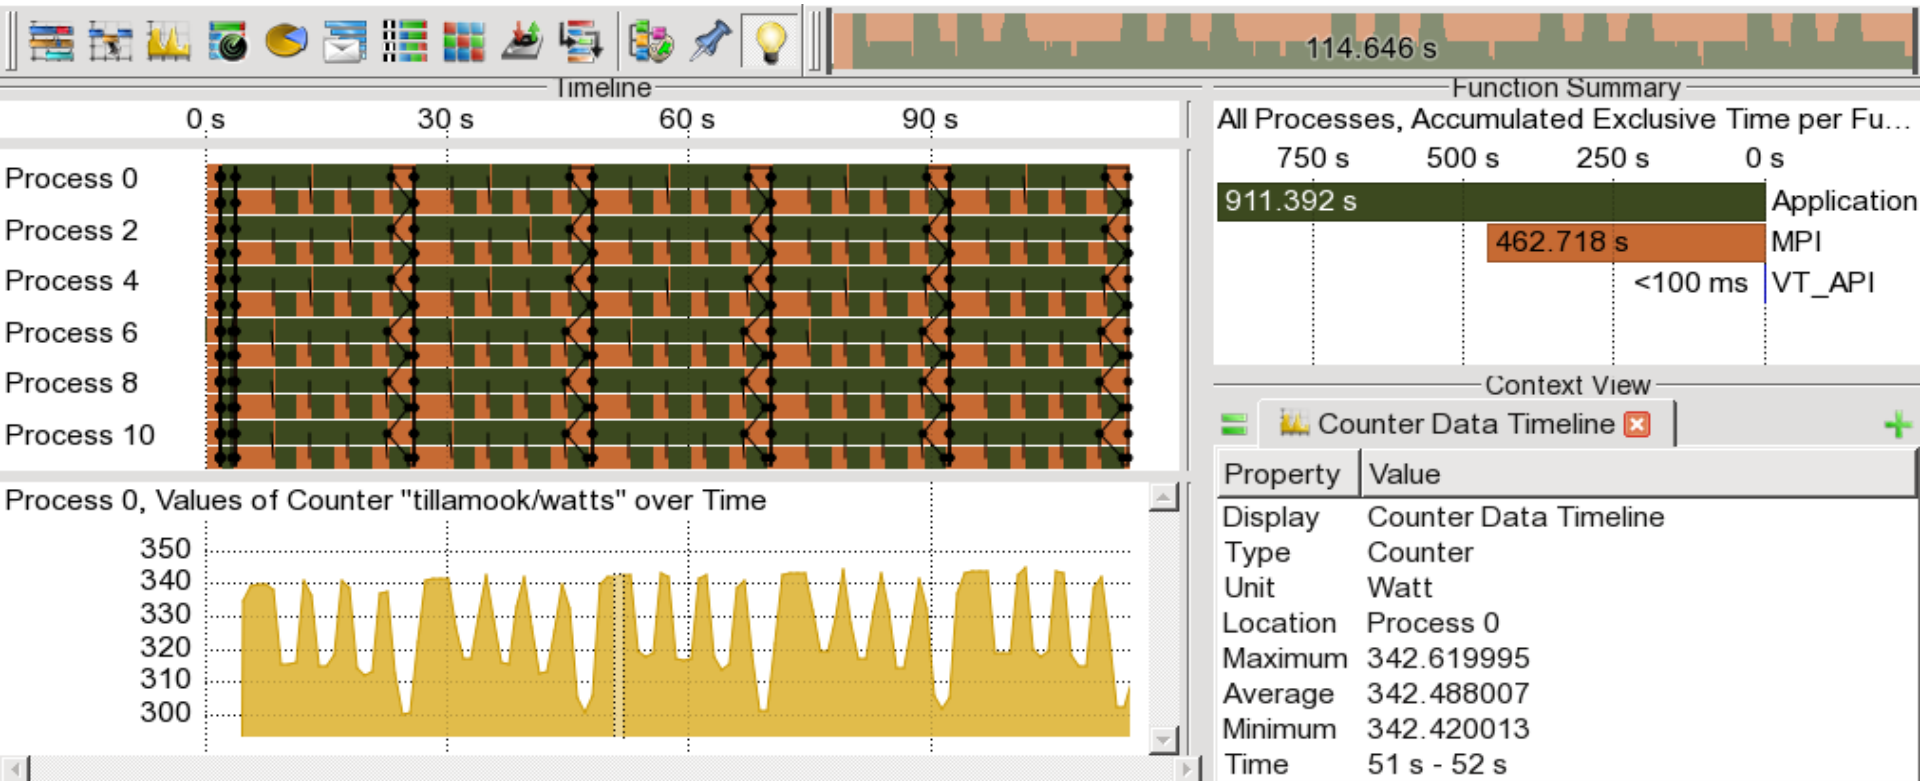 114.646 s
Timeline
0 s 30 s 60 s 90 s
Process 0
Process 2
Process 4
Process 6
Process 8
Process 10
Process 0, Values of Counter "tillamook/watts" over Time
350
340
330
320
310
300
Function Summary
All Processes, Accumulated Exclusive Time per Fu...
750 s 500 s 250 s 0 s
911.392 s Application
462.718 s MPI
<100 ms VT_API
Context View
Counter Data Timeline
Property Value
Display Counter Data Timeline
Type Counter
Unit Watt
Location Process 0
Maximum 342.619995
Average 342.488007
Minimum 342.420013
Time 51 s - 52 s